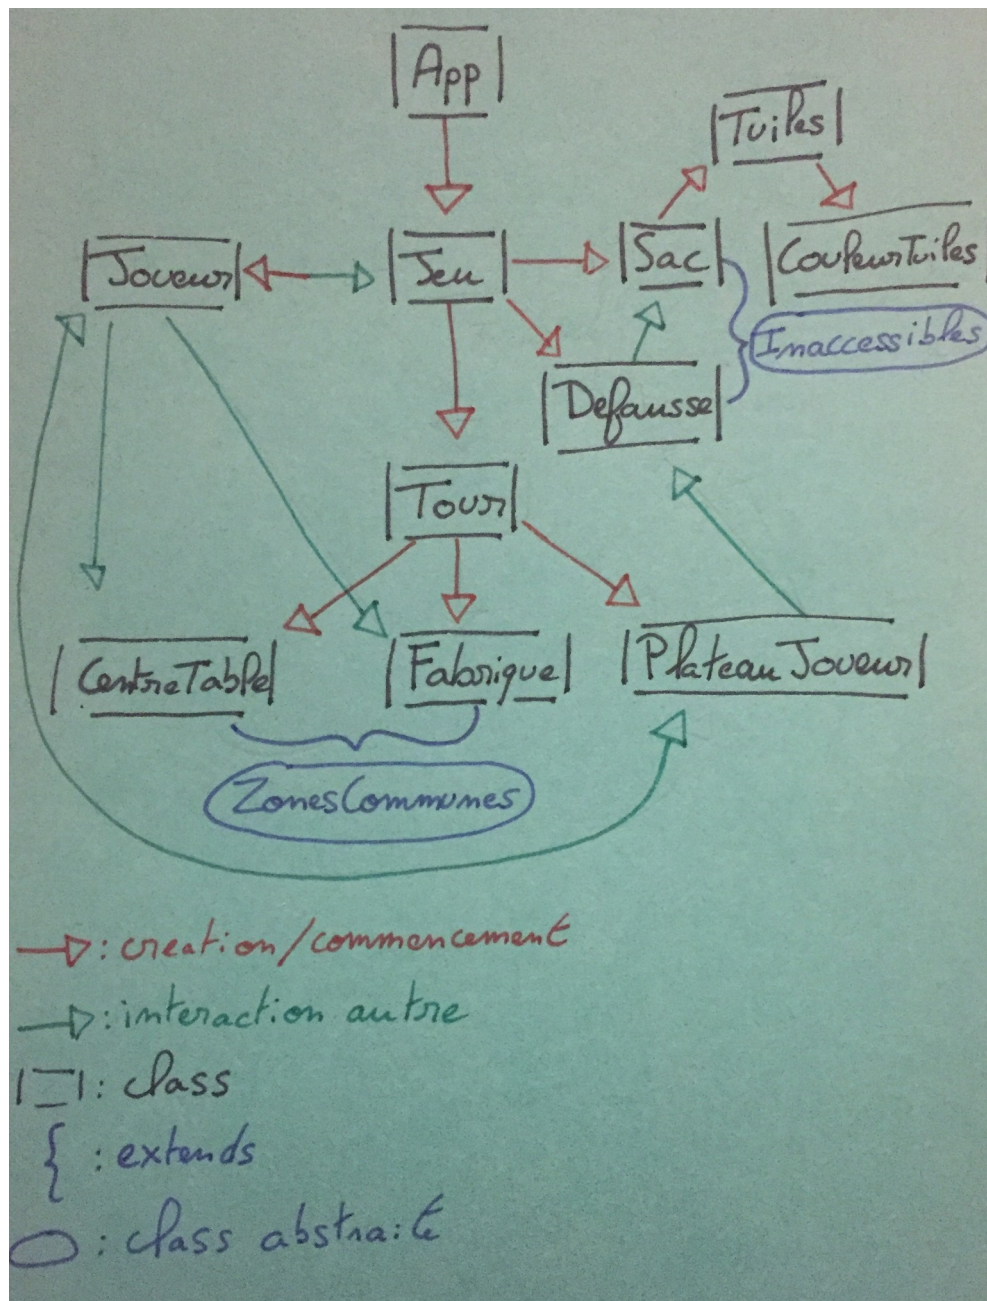 App
Tuiles
Joueur
Jeu
Sac
CouleurTuiles
Inaccessibles
Defausse
Tour
CentreTable
Fabrique
PlateauJoueur
ZonesCommunes
: creation/commencement
: interaction autre
: class
{ : extends
: class abstraite